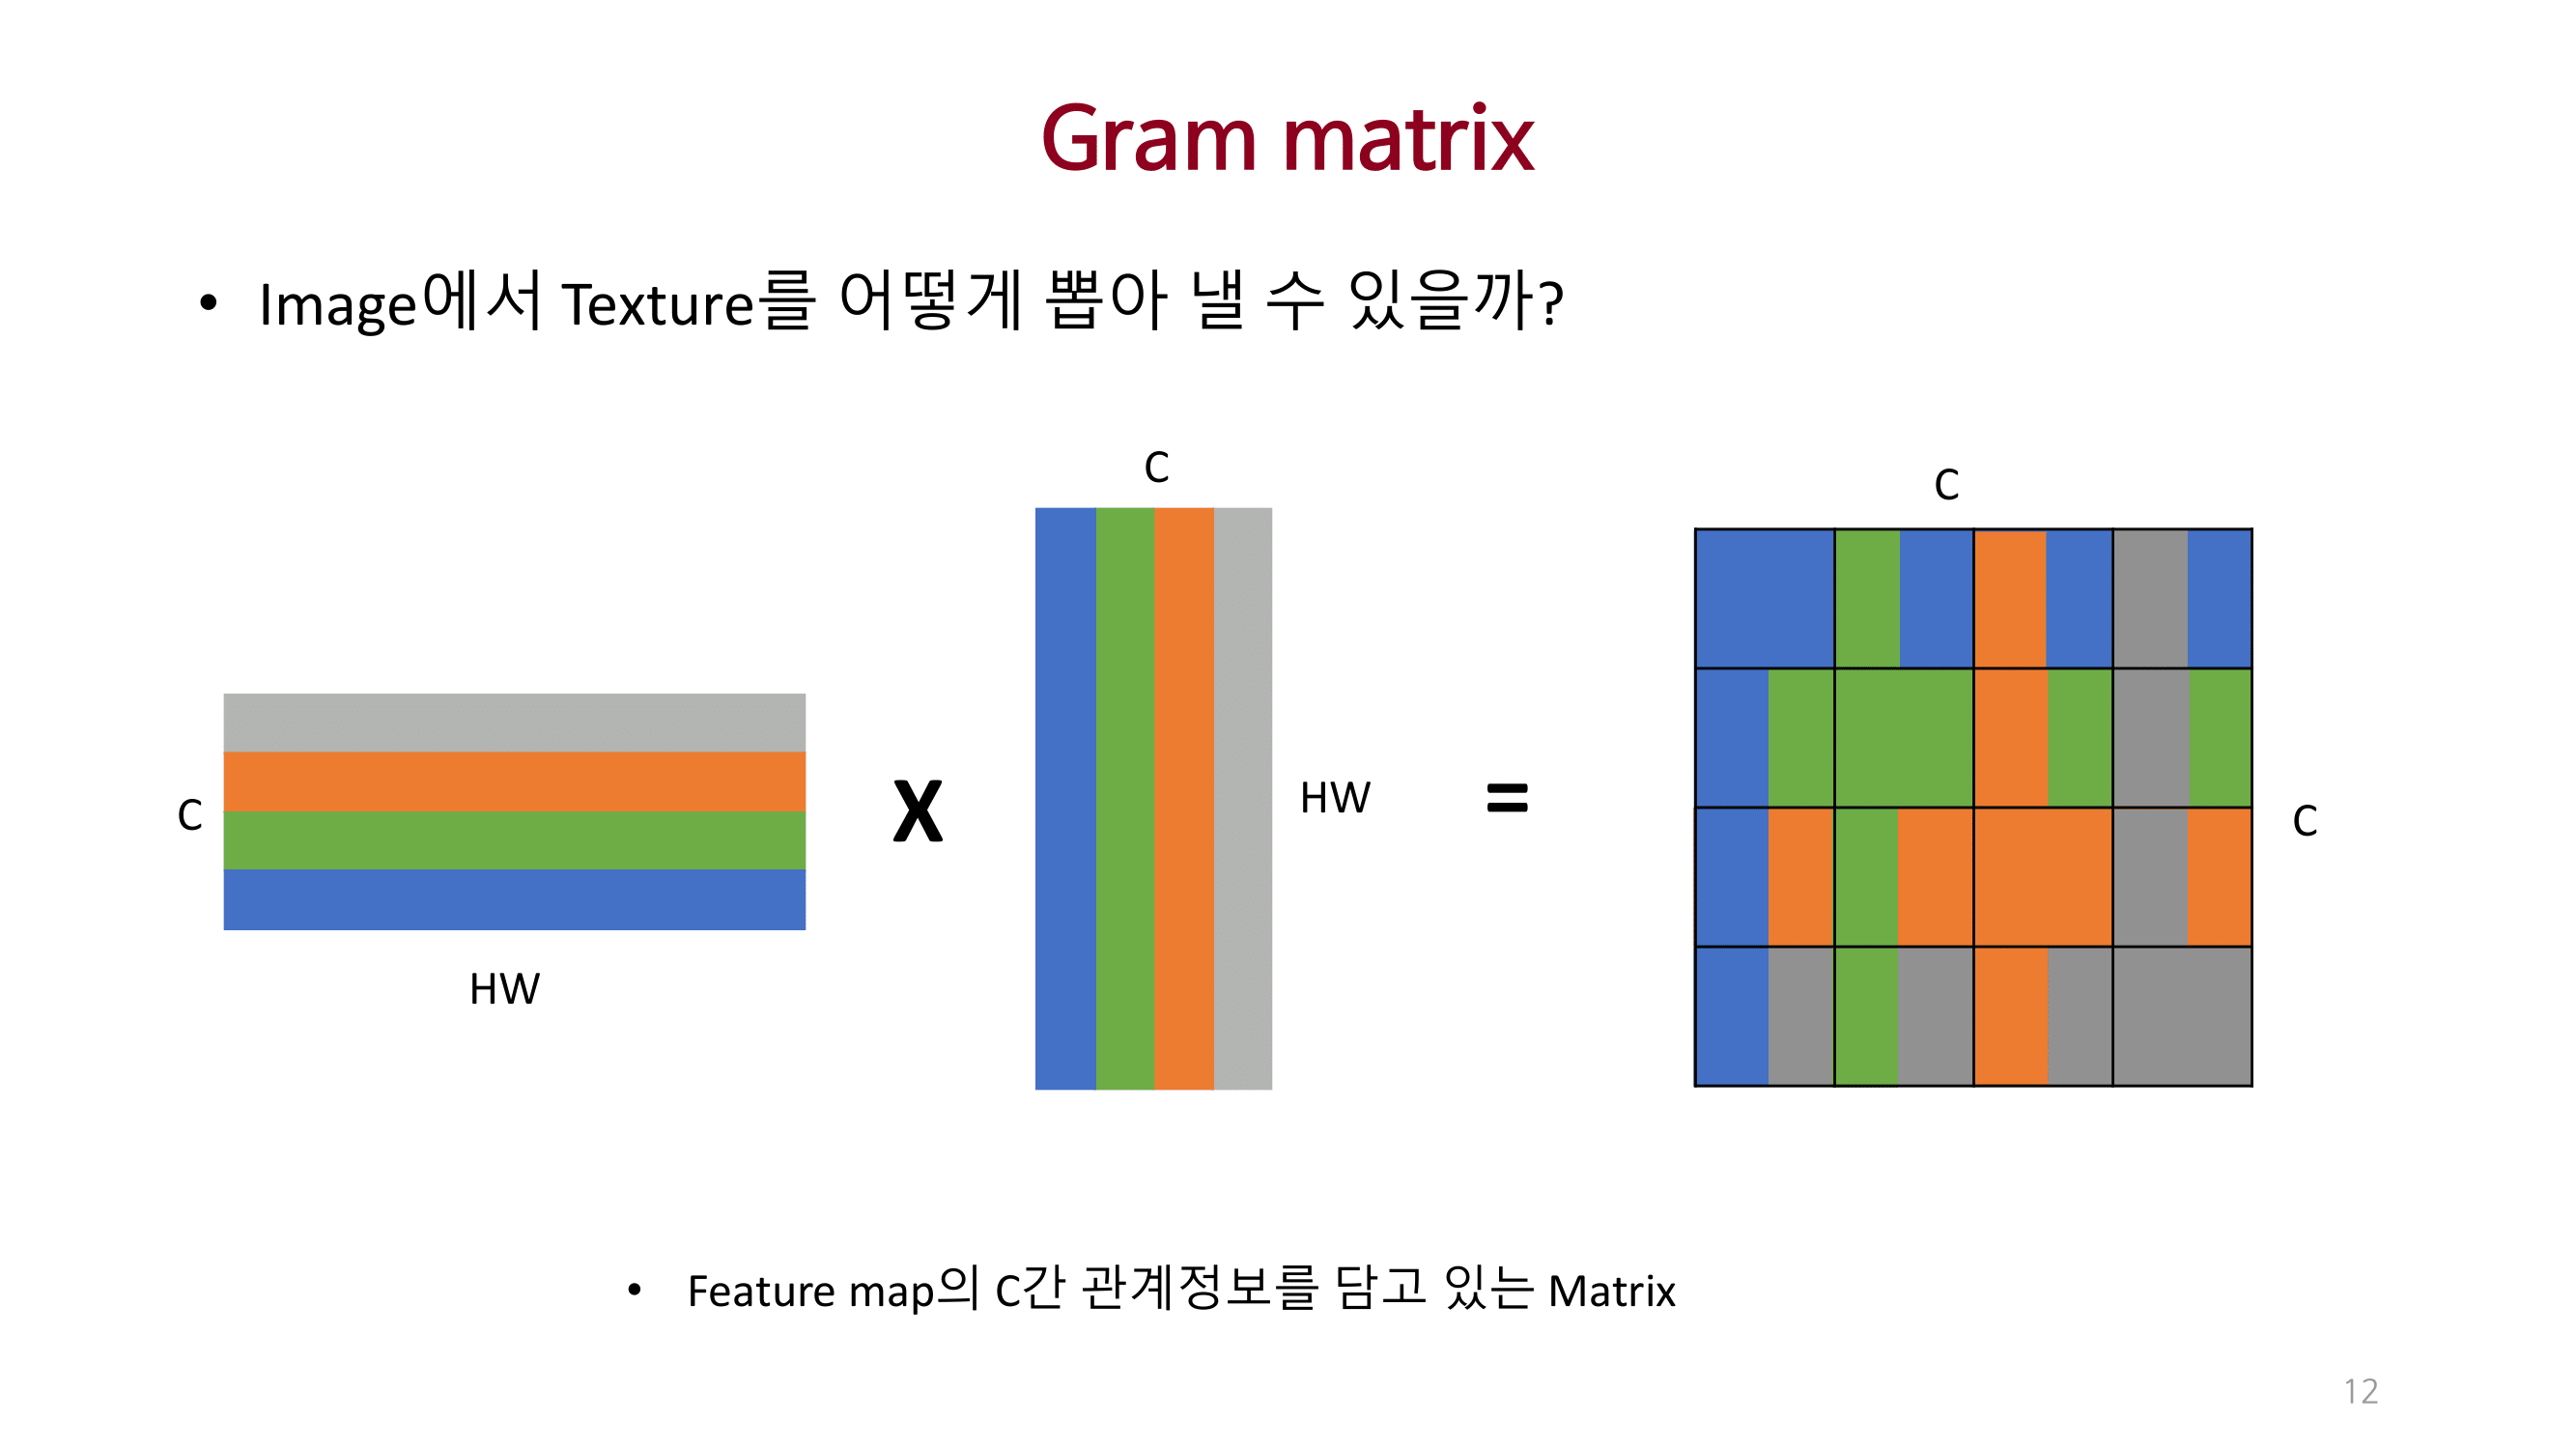 Gram matrix
• Image에서 Texture를 어떻게 뽑아 낼 수 있을까?
C
C
C
HW
X
HW
=
C
HW
• Feature map의 C간 관계정보를 담고 있는 Matrix
12